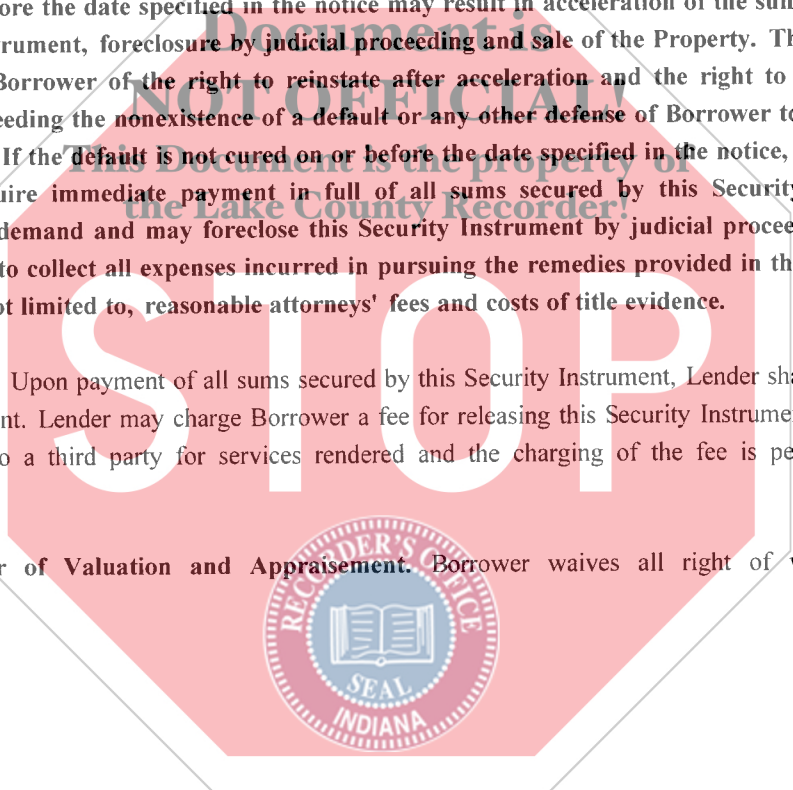 ore the date specified in the notice may result in acceleration of the sum
rument, foreclosure by judicial proceeding and sale of the Property. Th
Borrower of the right to reinstate after acceleration and the right to
eeding the nonexistence of a default or any other defense of Borrower to
If the default is not cured on or before the date specified in the notice,
uire immediate payment in full of all sums secured by this Security
demand and may foreclose this Security Instrument by judicial procee
to collect all expenses incurred in pursuing the remedies provided in th
ot limited to, reasonable attorneys' fees and costs of title evidence.
Upon payment of all sums secured by this Security Instrument, Lender sha
nt. Lender may charge Borrower a fee for releasing this Security Instrume
o a third party for services rendered and the charging of the fee is pe
r of Valuation and Appraisement. Borrower waives all right of v
Document is
NOT OFFICIAL!
This Document is the property of
the Lake County Recorder!
STOP
RECORDER'S OFFICE
SEAL
INDIANA